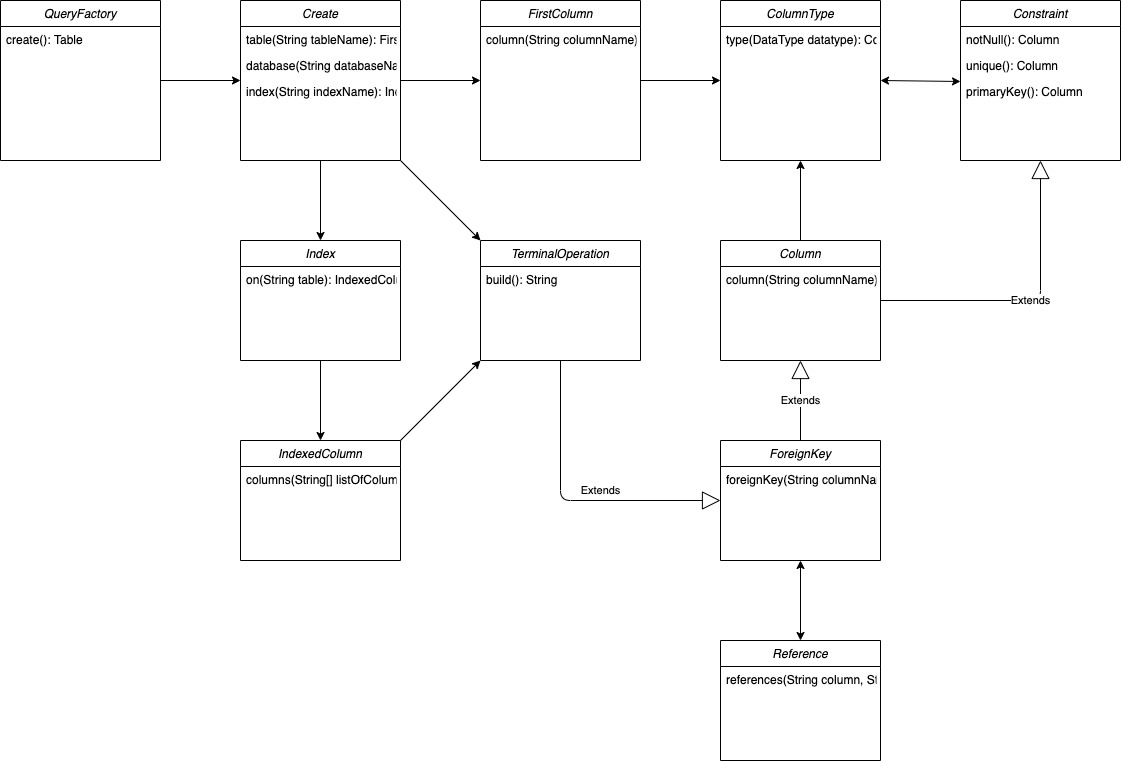 QueryFactory
create(): Table
Create
table(String tableName): Firs
database(String databaseNa
index(String indexName): In
FirstColumn
column(String columnName)
ColumnType
type(DataType datatype): Co
Constraint
notNull(): Column
unique(): Column
primaryKey(): Column
Index
on(String table): IndexedColu
TerminalOperation
build(): String
Column
column(String columnName)
Extends
Extends
IndexedColumn
columns(String[] listOfColum
Extends
ForeignKey
foreignKey(String columnNa
Reference
references(String column, St